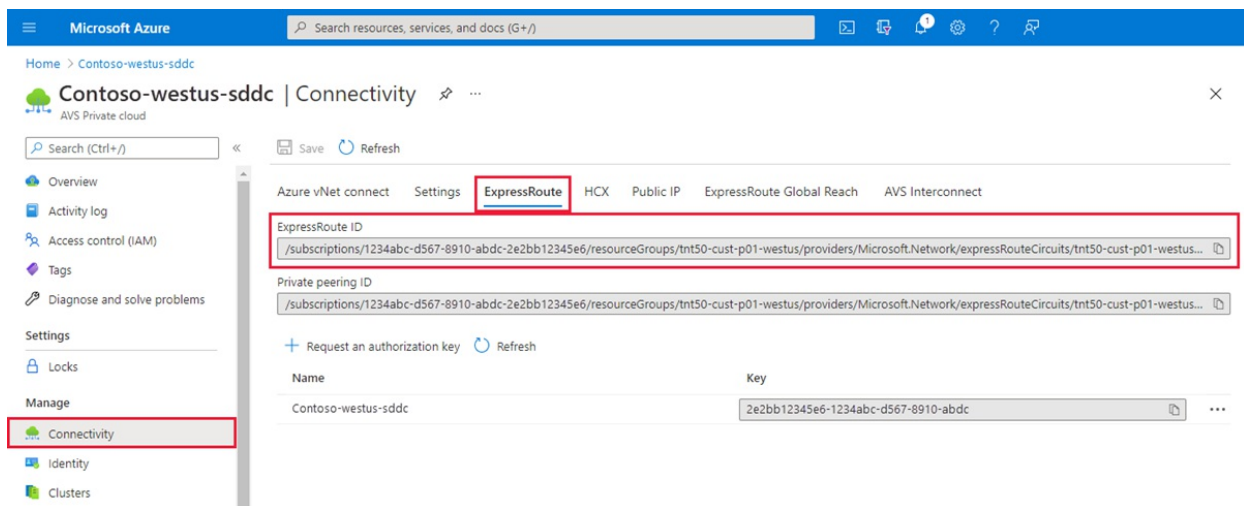 Microsoft Azure
Search resources, services, and docs (G+/)
1
Home > Contoso-westus-sddc
Contoso-westus-sddc | Connectivity
AVS Private cloud
Search (Ctrl+/)
Overview
Activity log
Access control (IAM)
Tags
Diagnose and solve problems
Settings
Locks
Manage
Connectivity
Identity
Clusters
Save Refresh
Azure vNet connect Settings ExpressRoute HCX Public IP ExpressRoute Global Reach AVS Interconnect
ExpressRoute ID
/subscriptions/1234abc-d567-8910-abdc-2e2bb12345e6/resourceGroups/tnt50-cust-p01-westus/providers/Microsoft.Network/expressRouteCircuits/tnt50-cust-p01-westus...
Private peering ID
/subscriptions/1234abc-d567-8910-abdc-2e2bb12345e6/resourceGroups/tnt50-cust-p01-westus/providers/Microsoft.Network/expressRouteCircuits/tnt50-cust-p01-westus...
Request an authorization key Refresh
Name Key
Contoso-westus-sddc 2e2bb12345e6-1234abc-d567-8910-abdc